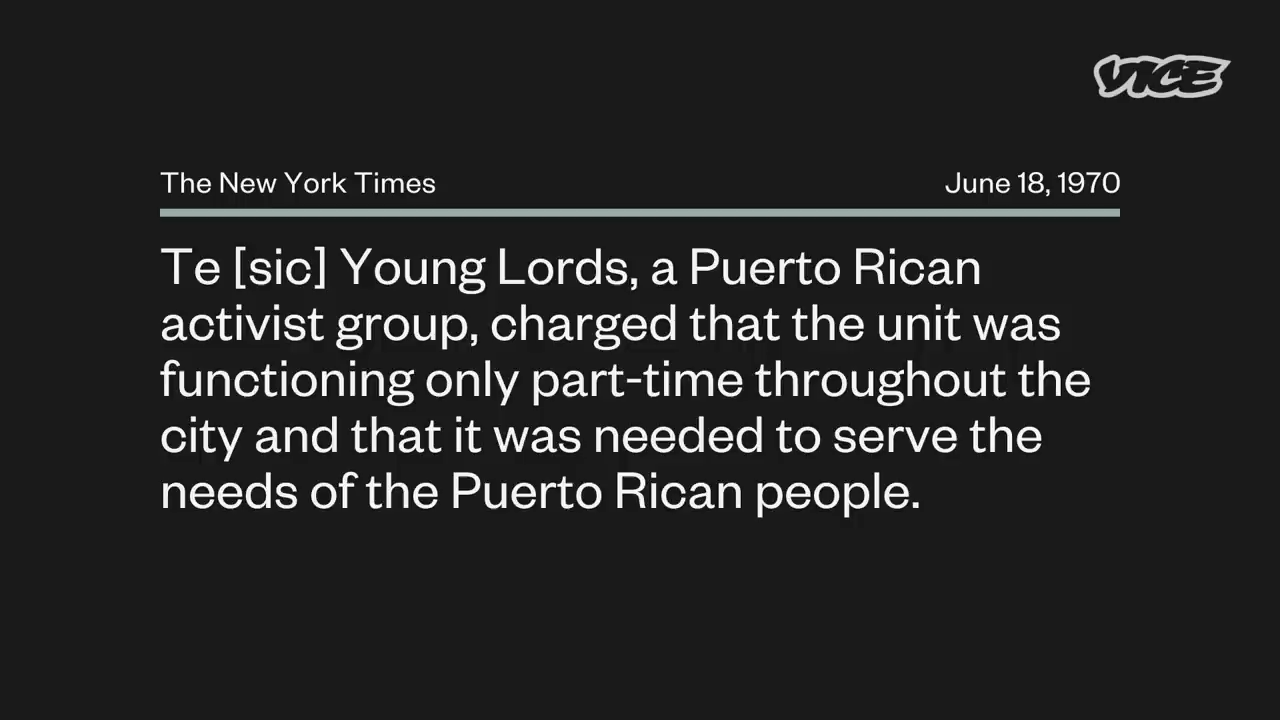 VICE
The New York Times June 18, 1970
Te [sic] Young Lords, a Puerto Rican
activist group, charged that the unit was
functioning only part-time throughout the
city and that it was needed to serve the
needs of the Puerto Rican people.